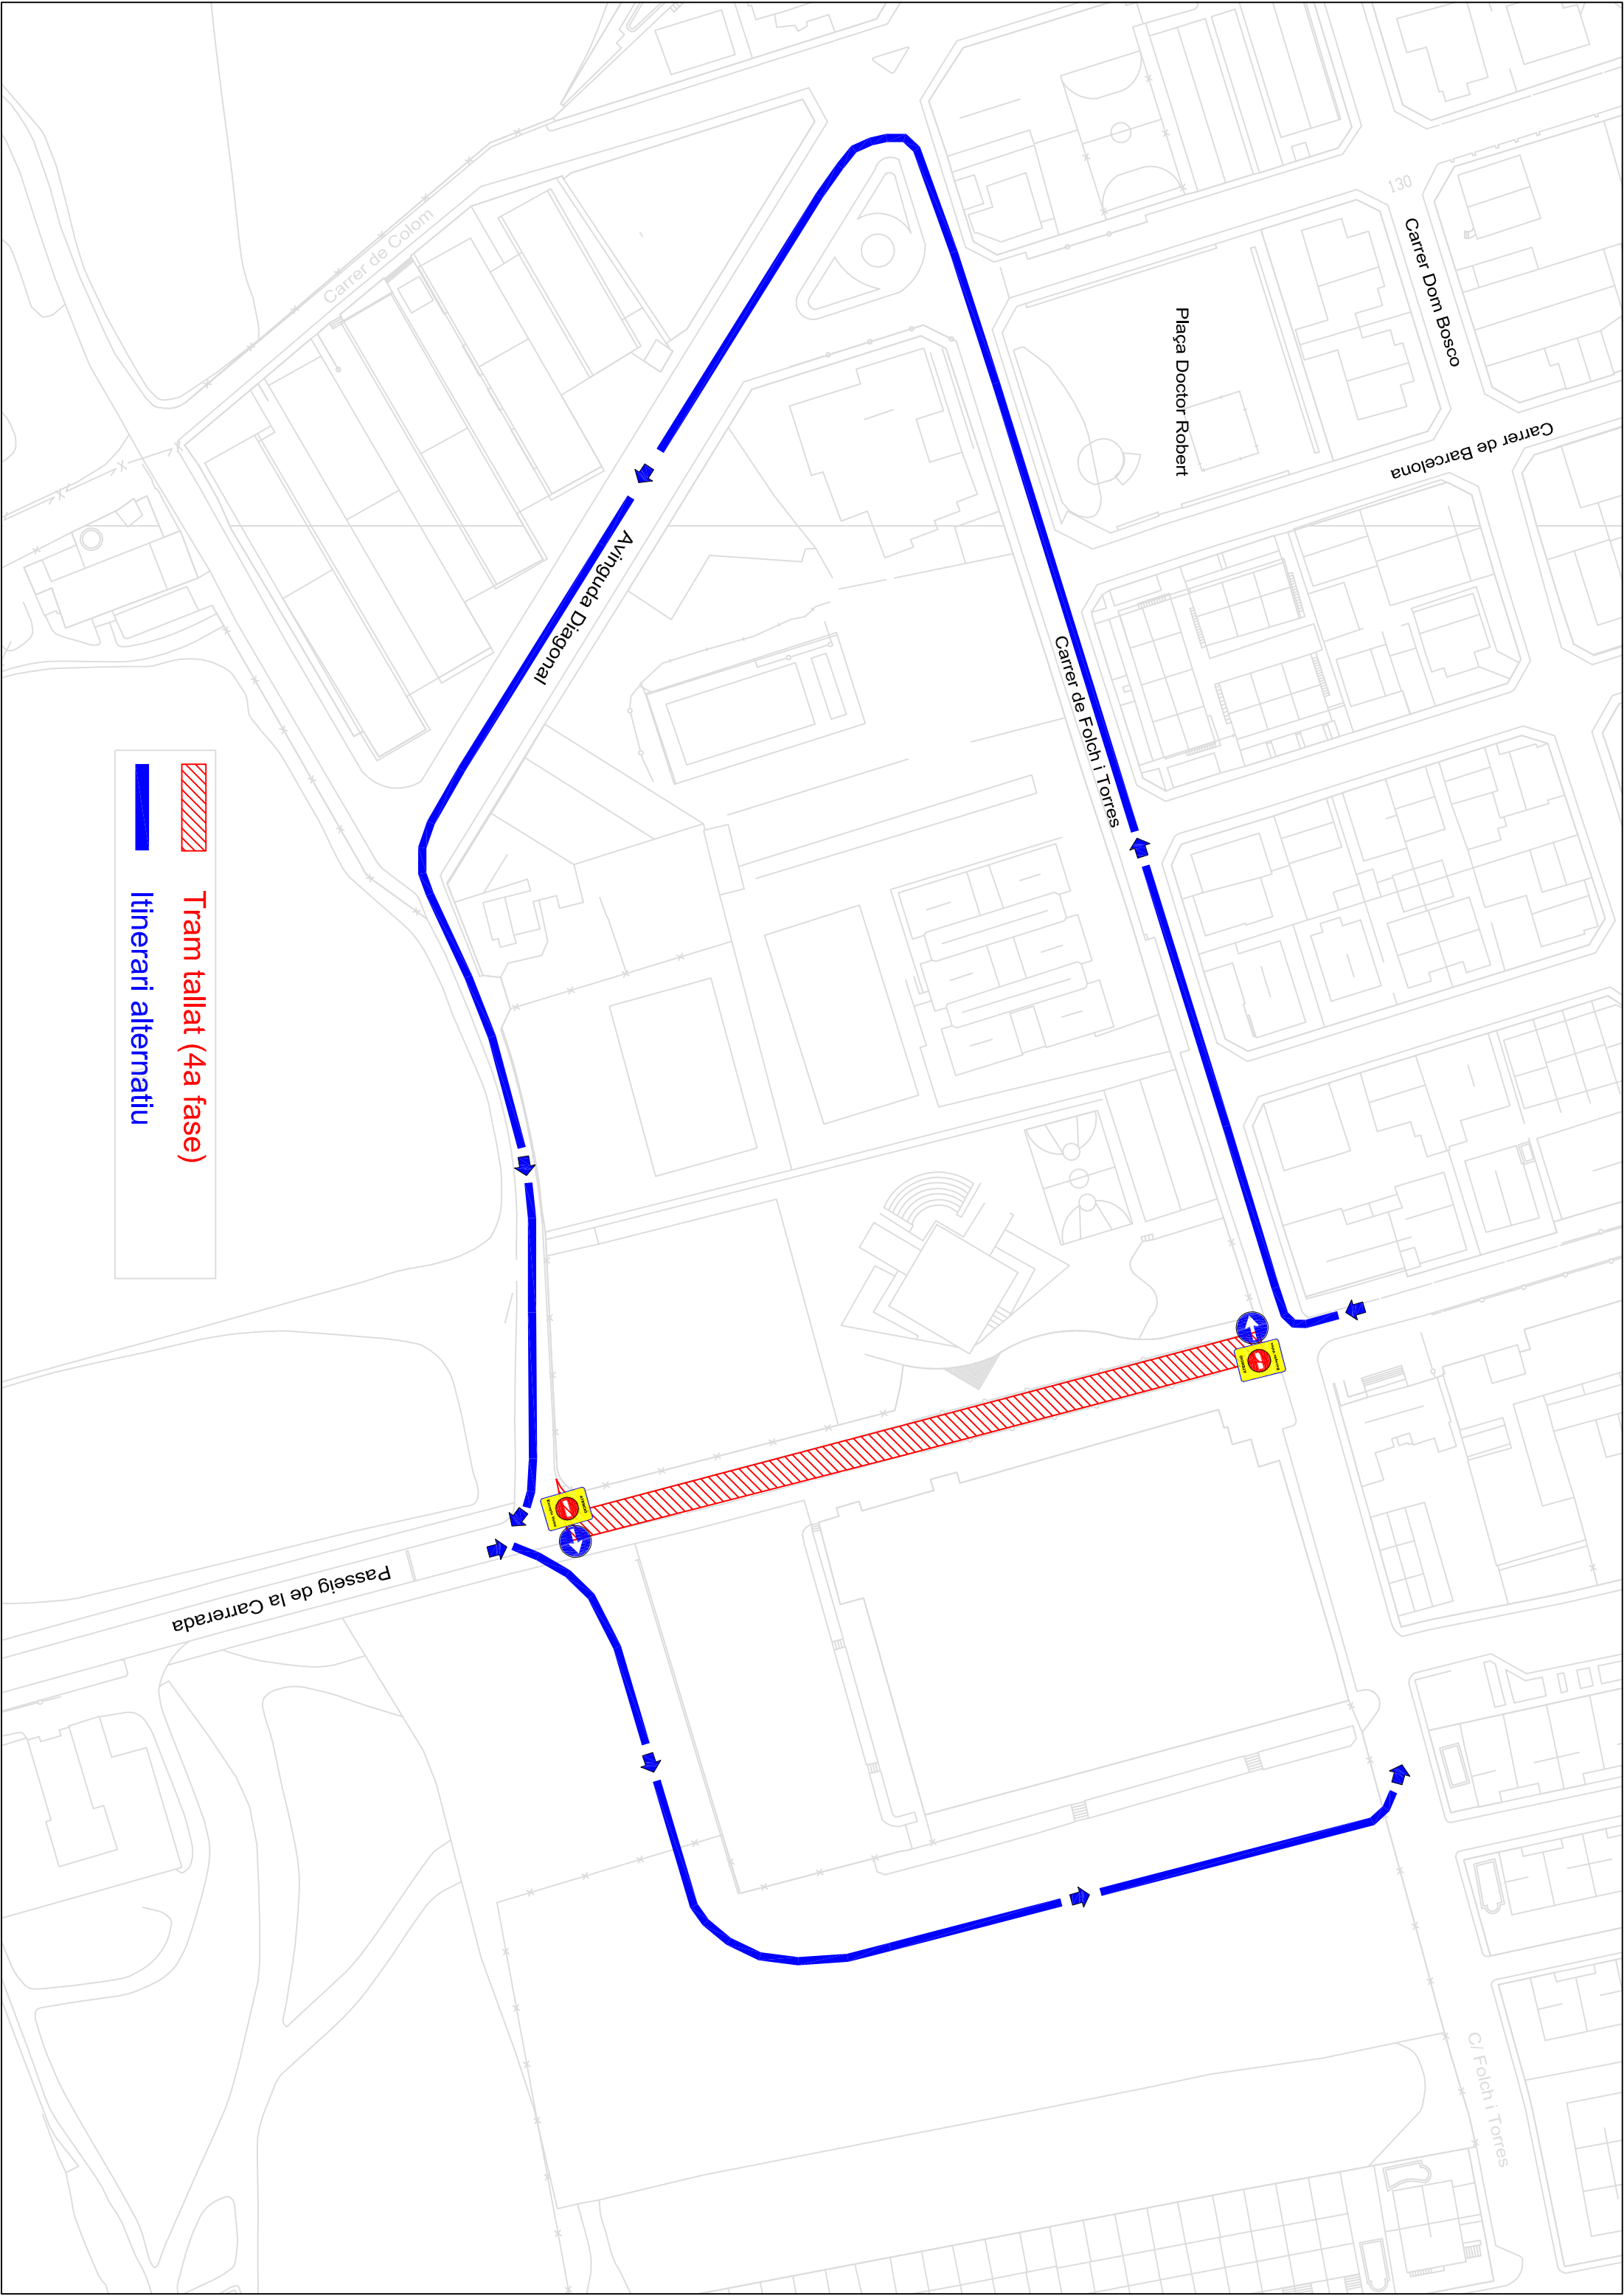 130
Carrer Dom Bosco
Carrer de Barcelona
Plaça Doctor Robert
Carrer de Colom
Avinguda Diagonal
Carrer de Folch i Torres
Tram tallat (4a fase)
Itinerari alternatiu
Passeig de la Carrerada
C/ Folch i Torres